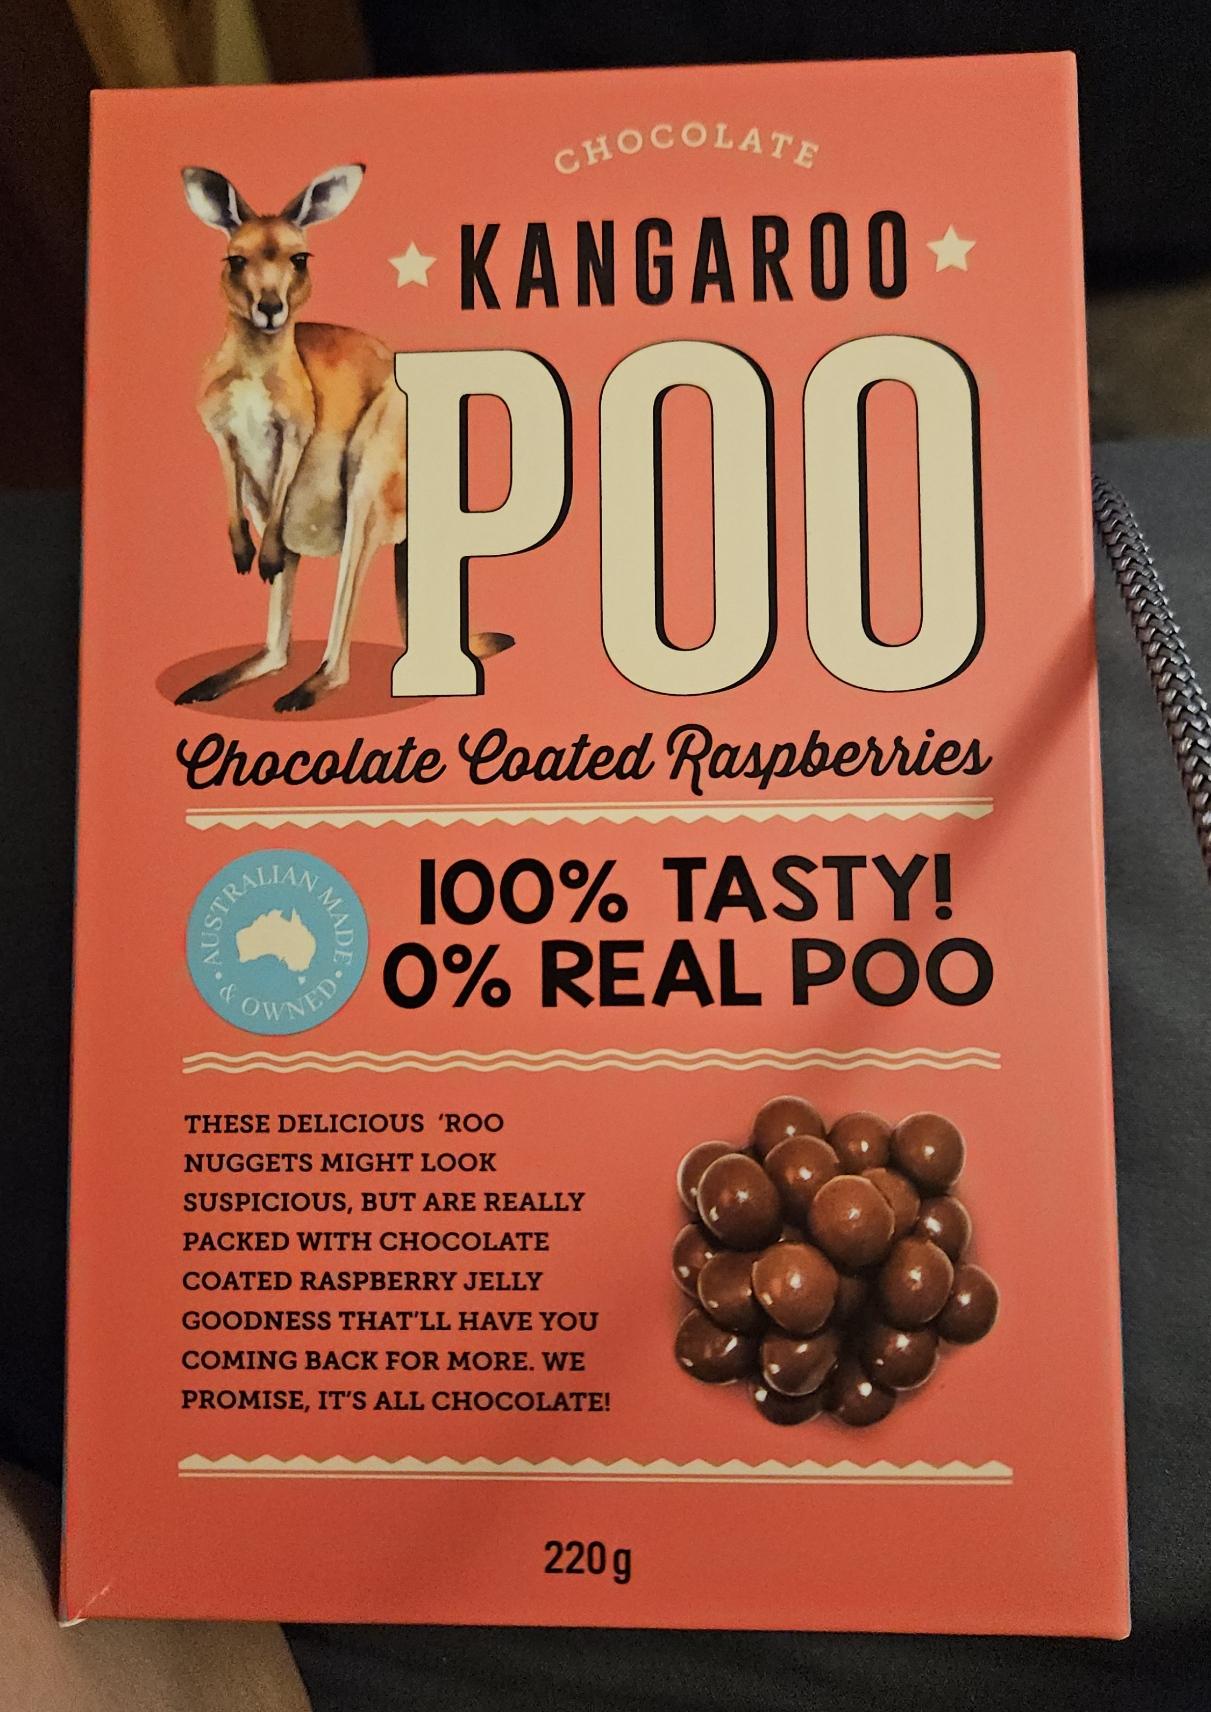 CHOCOLATE
KANGAROO
POO
Chocolate Coated Raspberries
AUSTRALIAN MADE
& OWNED
100% TASTY!
0% REAL POO
THESE DELICIOUS 'ROO
NUGGETS MIGHT LOOK
SUSPICIOUS, BUT ARE REALLY
PACKED WITH CHOCOLATE
COATED RASPBERRY JELLY
GOODNESS THAT'LL HAVE YOU
COMING BACK FOR MORE. WE
PROMISE, IT'S ALL CHOCOLATE!
220g